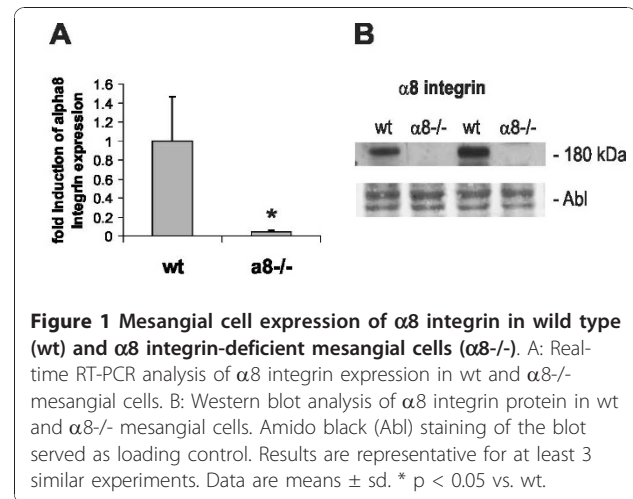 A
fold induction of alpha8
Integrin expression
1.6
1.4
1.2
1
0.8
0.6
0.4
0.2
0
*
wt
a8-/-
B
α8 integrin
wt α8-/- wt α8-/-
- 180 kDa
- Abl
Figure 1 Mesangial cell expression of α8 integrin in wild type
(wt) and α8 integrin-deficient mesangial cells (α8-/-). A: Real-
time RT-PCR analysis of α8 integrin expression in wt and α8-/-
mesangial cells. B: Western blot analysis of α8 integrin protein in wt
and α8-/- mesangial cells. Amido black (Abl) staining of the blot
served as loading control. Results are representative for at least 3
similar experiments. Data are means ± sd. * p < 0.05 vs. wt.